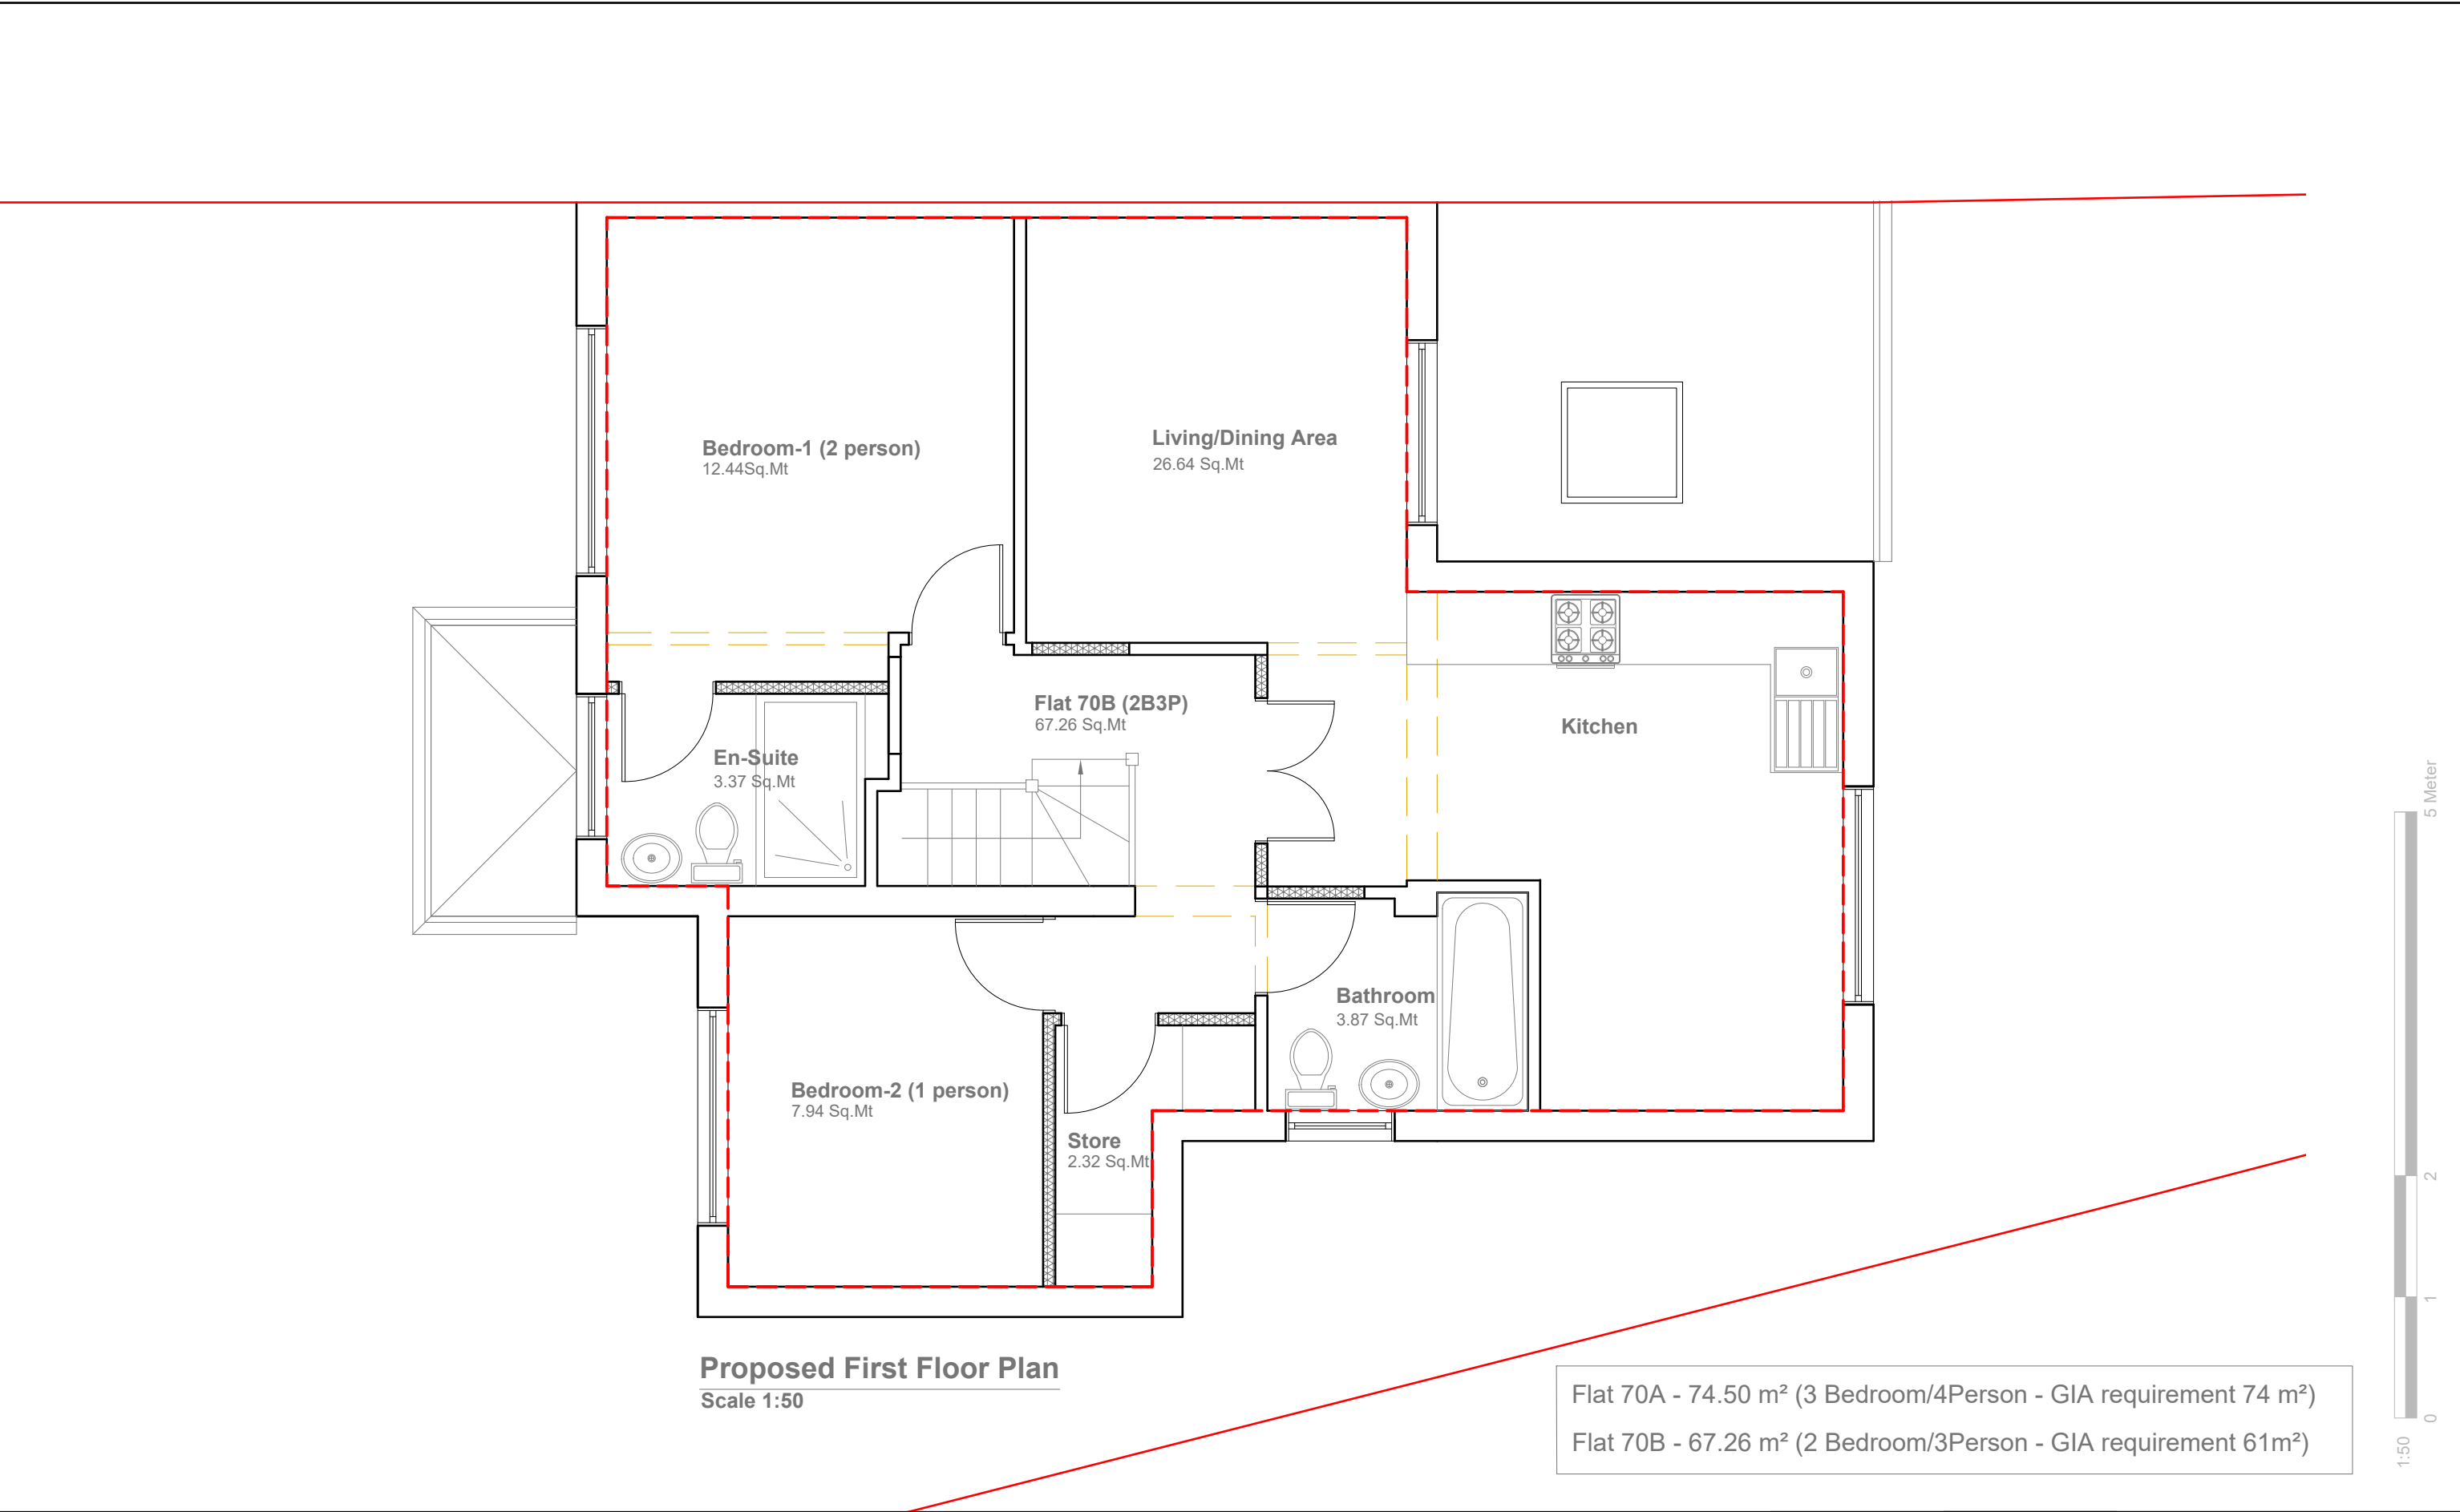 Bedroom-1 (2 person)
12.44Sq.Mt
Living/Dining Area
26.64 Sq.Mt
Flat 70B (2B3P)
67.26 Sq.Mt
Kitchen
En-Suite
3.37 Sq.Mt
Bathroom
3.87 Sq.Mt
Bedroom-2 (1 person)
7.94 Sq.Mt
Store
2.32 Sq.Mt
Proposed First Floor Plan
Scale 1:50
Flat 70A - 74.50 m² (3 Bedroom/4Person - GIA requirement 74 m²)
Flat 70B - 67.26 m² (2 Bedroom/3Person - GIA requirement 61m²)
5 Meter
2
1
0
1:50